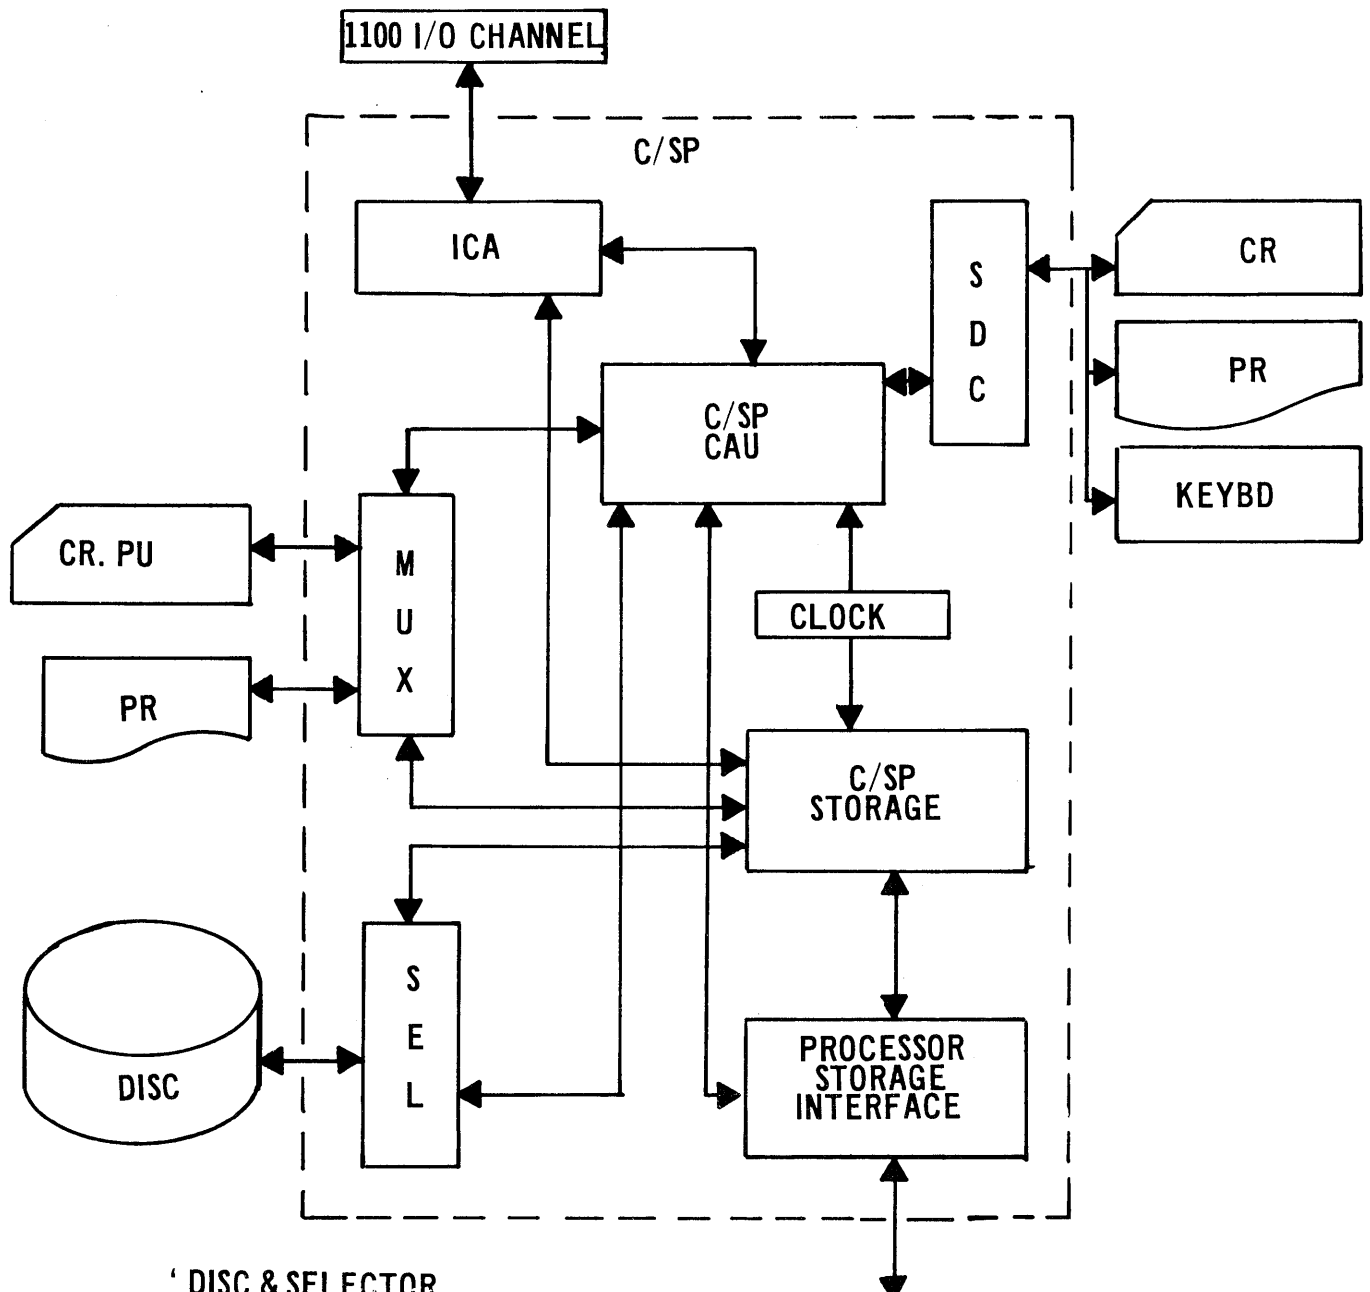 1100 I/O CHANNEL
C/SP
ICA
S
D
C
CR
PR
KEYBD
C/SP
CAU
CR. PU
M
U
X
CLOCK
PR
C/SP
STORAGE
S
E
L
DISC
PROCESSOR
STORAGE
INTERFACE
' DISC & SELECTOR